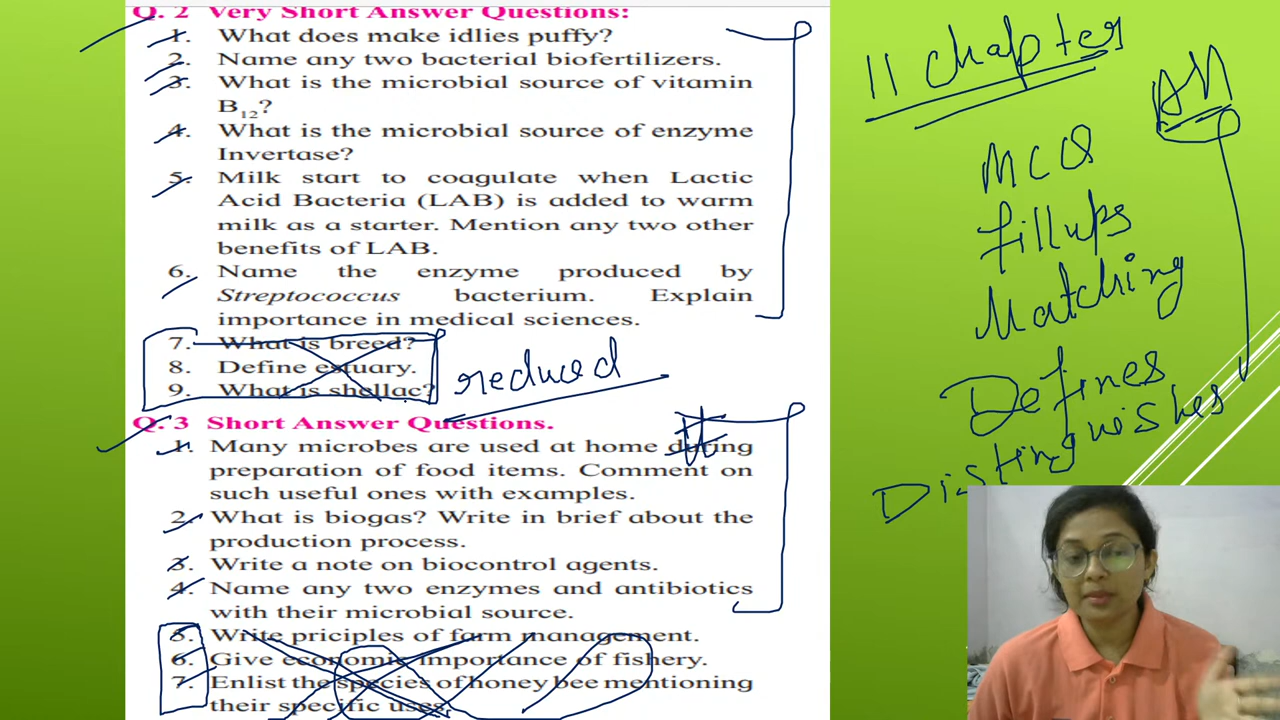 Q. 2 Very Short Answer Questions:
1. What does make idlies puffy?
2. Name any two bacterial biofertilizers.
3. What is the microbial source of vitamin
B12?
4. What is the microbial source of enzyme
Invertase?
5. Milk start to coagulate when Lactic
Acid Bacteria (LAB) is added to warm
milk as a starter. Mention any two other
benefits of LAB.
6. Name the enzyme produced by
Streptococcus bacterium. Explain
importance in medical sciences.
7. What is breed?
8. Define estuary.
9. What is shellac?
reduced
Q. 3 Short Answer Questions.
1. Many microbes are used at home during
preparation of food items. Comment on
such useful ones with examples.
2. What is biogas? Write in brief about the
production process.
3. Write a note on biocontrol agents.
4. Name any two enzymes and antibiotics
with their microbial source.
5. Write priciples of farm management.
6. Give economic importance of fishery.
7. Enlist the species of honey bee mentioning
their specific uses.
11 chapter
MCQ
fillups
Matching
Defines
Distinguishes